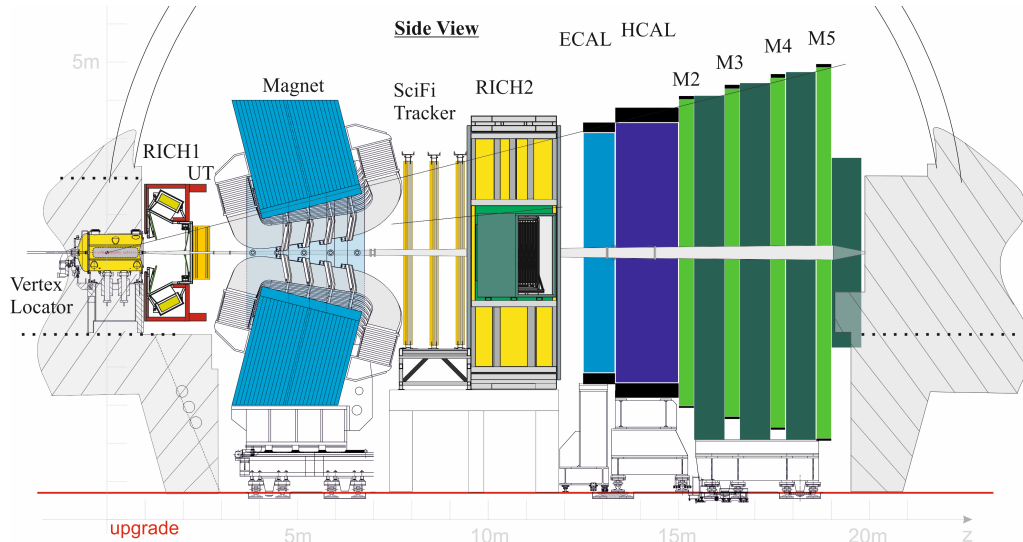 Side View
5m
ECAL
HCAL
M2
M3
M4
M5
Magnet
SciFi
Tracker
RICH2
RICH1
UT
Vertex
Locator
upgrade
5m
10m
15m
20m
z